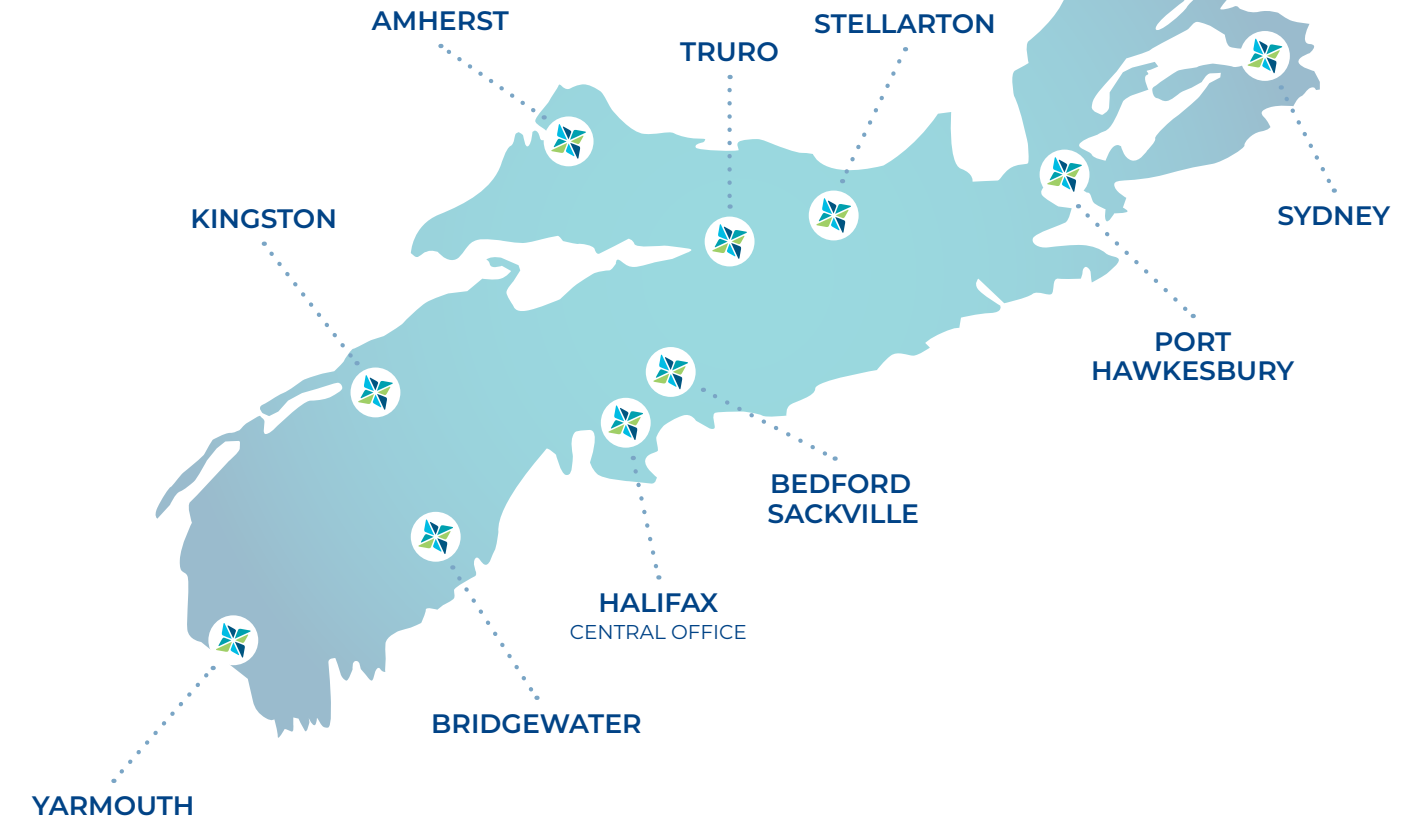 AMHERST
STELLARTON
TRURO
KINGSTON
SYDNEY
PORT
HAWKESBURY
BEDFORD
SACKVILLE
HALIFAX
CENTRAL OFFICE
BRIDGEWATER
YARMOUTH